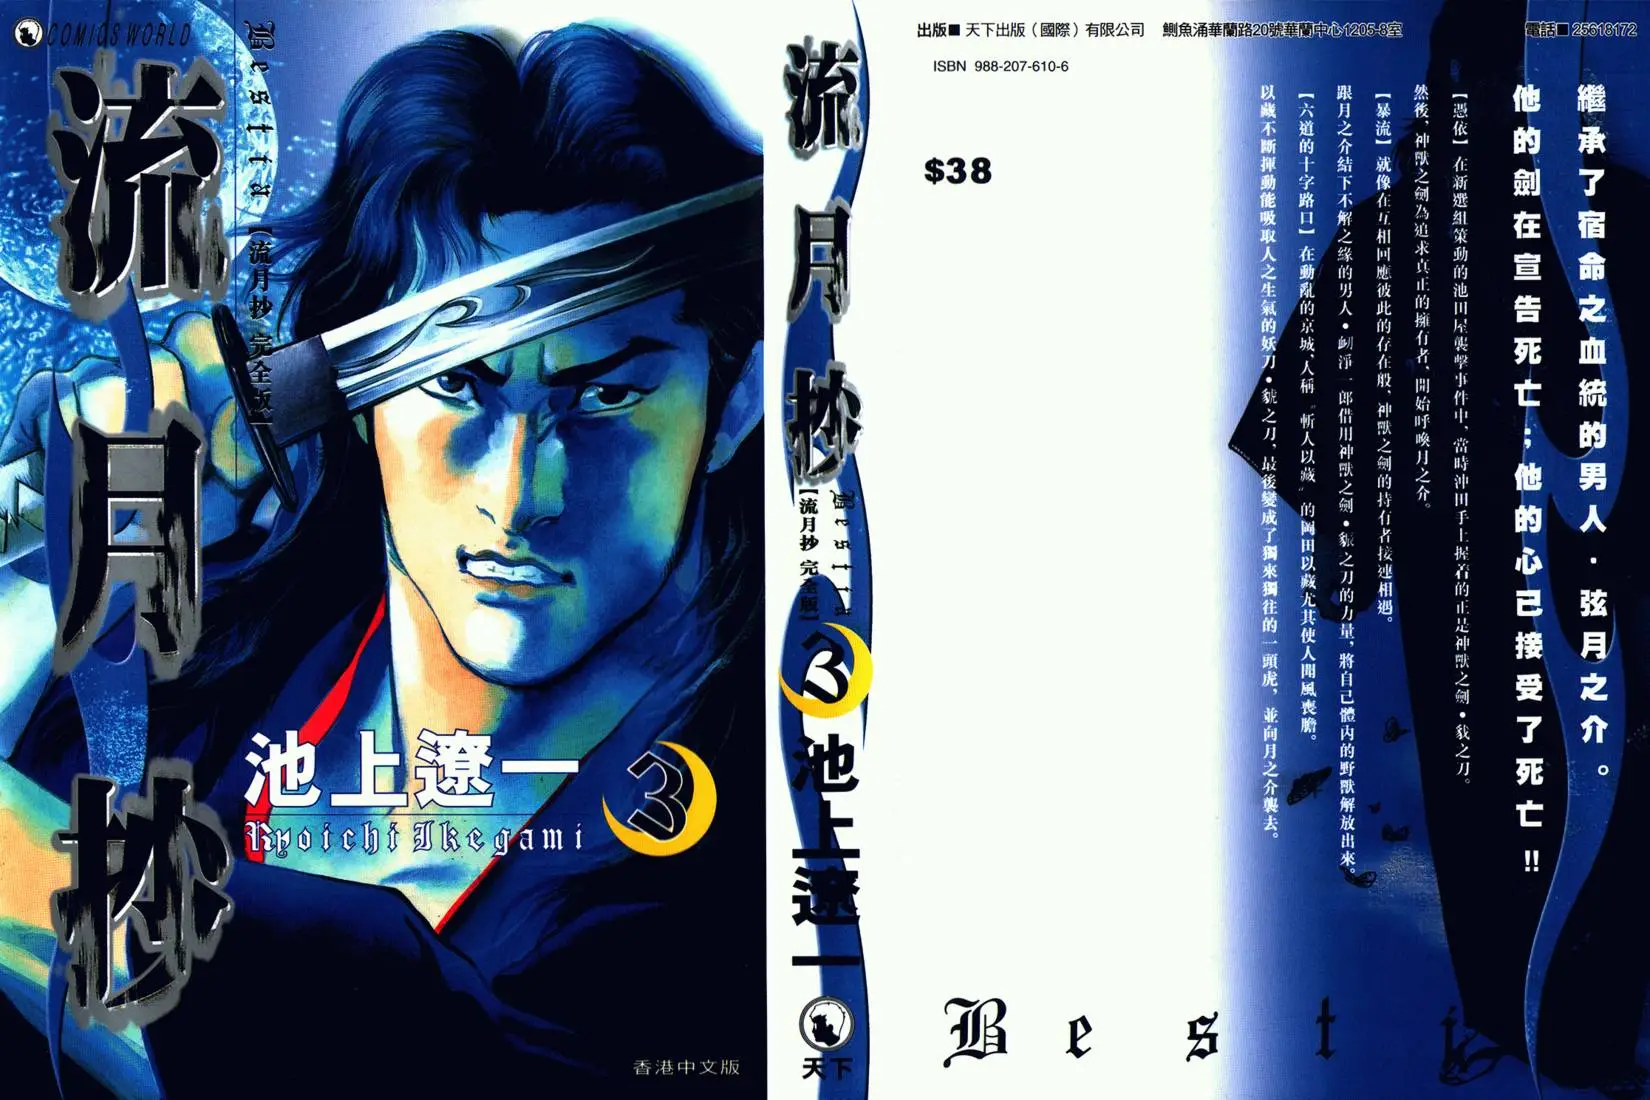 COMICS WORLD
Bestia【流月抄 完全版】
流月抄
池上遼一
Ryoichi Ikegami
3
香港中文版
流月抄
Bestia
【流月抄 完全版】
3
池上遼一
天下
出版■ 天下出版（國際）有限公司 鰂魚涌華蘭路20號華蘭中心1205-8室 電話■ 25618172
ISBN 988-207-610-6
$38
繼承了宿命之血統的男人．弦月之介。
他的劍在宣告死亡；他的心已接受了死亡!!
【憑依】在新選組策動的池田屋襲擊事件中，當時沖田手上握着的正是神獸之劍•
之刀。
然後，神獸之劍為追求真正的擁有者，開始呼喚月之介。
【暴流】就像在互相回應彼此的存在般，神獸之劍的持有者接連相遇。
跟月之介結下不解之緣的男人•
淨一郎借用神獸之劍•
之刀的力量，將自己體內的野獸解放出來。
【六道的十字路口】在動亂的京城，人稱〝斬人以藏〞的岡田以藏尤其使人聞風喪膽。
以藏不斷揮動能吸取人之生氣的妖刀•
之刀，最後變成了獨來獨往的一頭虎，並向月之介襲去。
Besti